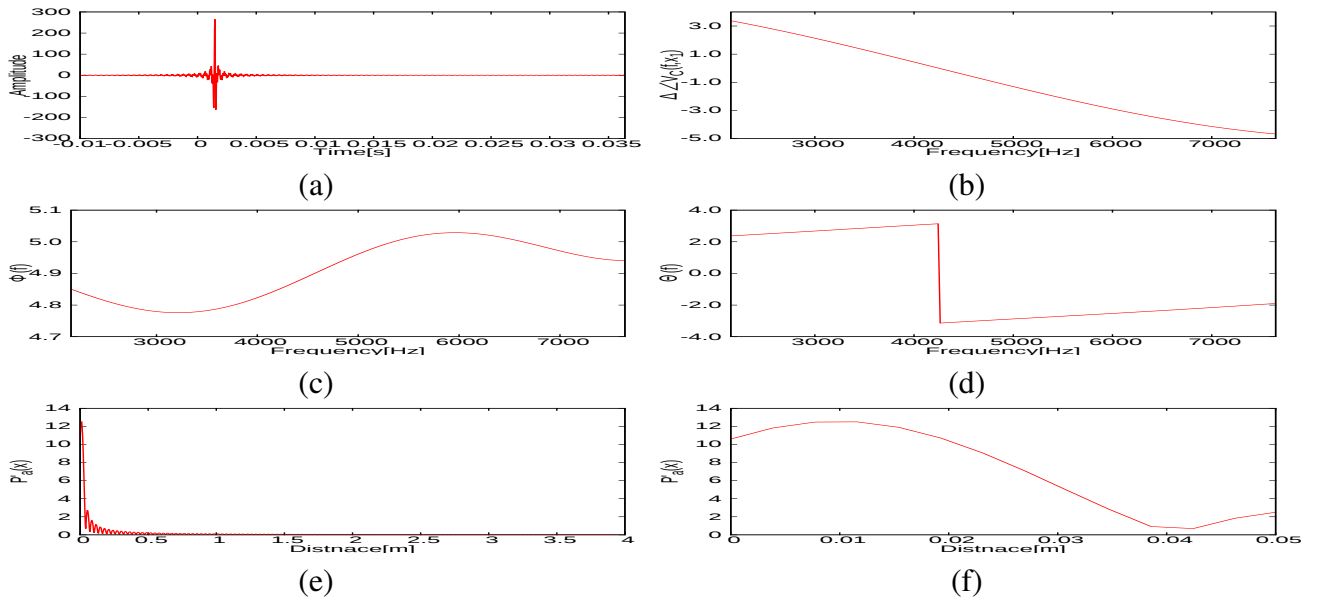 300
200
100
0
-100
-200
-300
Amplitude
-0.01 -0.005 0 0.005 0.01 0.015 0.02 0.025 0.03 0.035
Time[s]
(a)
3.0
1.0
-1.0
-3.0
-5.0
Δ∠V_C(f,x_1)
3000 4000 5000 6000 7000
Frequency[Hz]
(b)
5.1
5.0
4.9
4.8
4.7
Φ(f)
3000 4000 5000 6000 7000
Frequency[Hz]
(c)
4.0
2.0
0.0
-2.0
-4.0
Θ(f)
3000 4000 5000 6000 7000
Frequency[Hz]
(d)
14
12
10
8
6
4
2
0
P'_a(x)
0 0.5 1 1.5 2 2.5 3 3.5 4
Distnace[m]
(e)
14
12
10
8
6
4
2
0
P'_a(x)
0 0.01 0.02 0.03 0.04 0.05
Distnace[m]
(f)